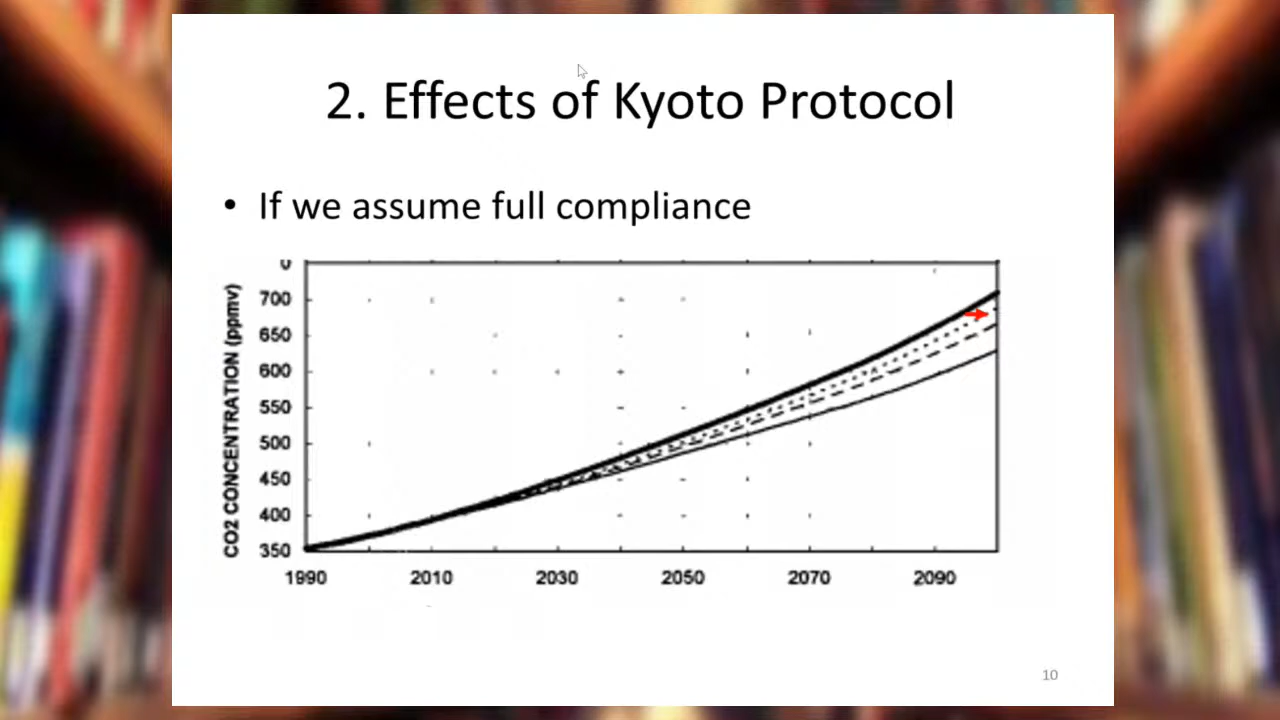 2. Effects of Kyoto Protocol
• If we assume full compliance
CO2 CONCENTRATION (ppmv)
0
700
650
600
550
500
450
400
350
1990 2010 2030 2050 2070 2090
10